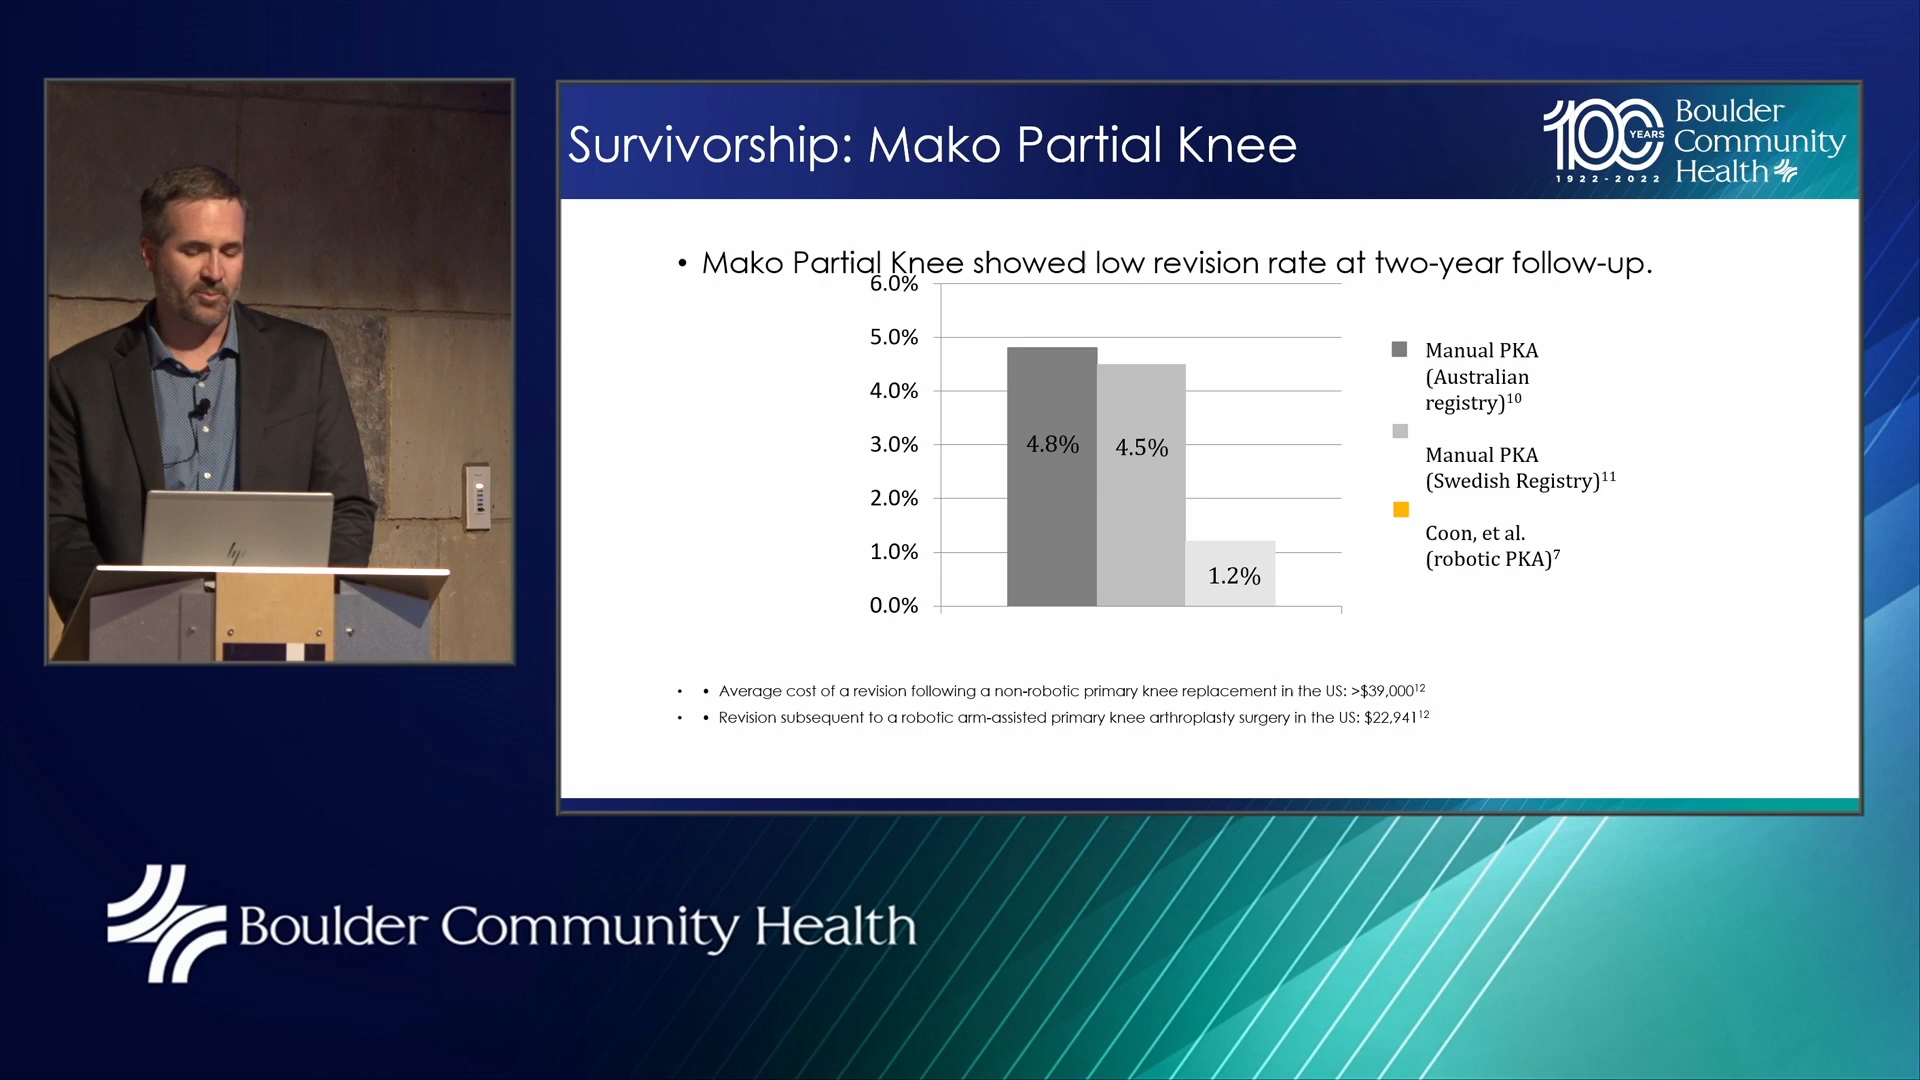 Survivorship: Mako Partial Knee
100
YEARS
1922-2022
Boulder
Community
Health
• Mako Partial Knee showed low revision rate at two-year follow-up.
6.0%
5.0%
4.0%
3.0%
2.0%
1.0%
0.0%
4.8%
4.5%
1.2%
Manual PKA
(Australian
registry)¹⁰
Manual PKA
(Swedish Registry)¹¹
Coon, et al.
(robotic PKA)⁷
• • Average cost of a revision following a non-robotic primary knee replacement in the US: >$39,000¹²
• • Revision subsequent to a robotic arm-assisted primary knee arthroplasty surgery in the US: $22,941¹²
hp
Boulder Community Health